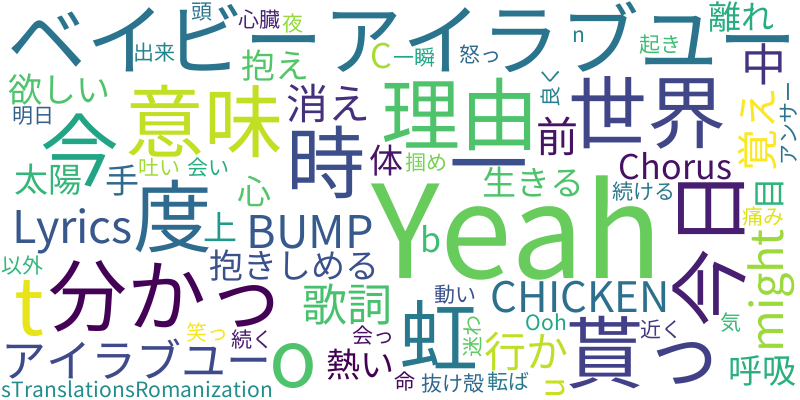 ベイビーアイラブユー
出来
頭
心臓
夜
n
起き
離れ
欲しい
明日
抱え
C
一瞬
怒っ
良く
中
今
意味
消え
理由
世界
前
覚え
アンサー
太陽
吐い
会い
手
時
体
掴め
一
生きる
Chorus
続ける
目
痛み
心
Lyrics
度
上
BUMP
b
Yeah
今日
以外
t
分かっ
抱きしめる
歌詞
動い
CHICKEN
might
笑っ
続く
会っ
虹
迷わ
Ooh
貰っ
近く
気
アイラブユー
o
熱い
行か
呼吸
sTranslationsRomanization
命
抜け殻
転ば
u